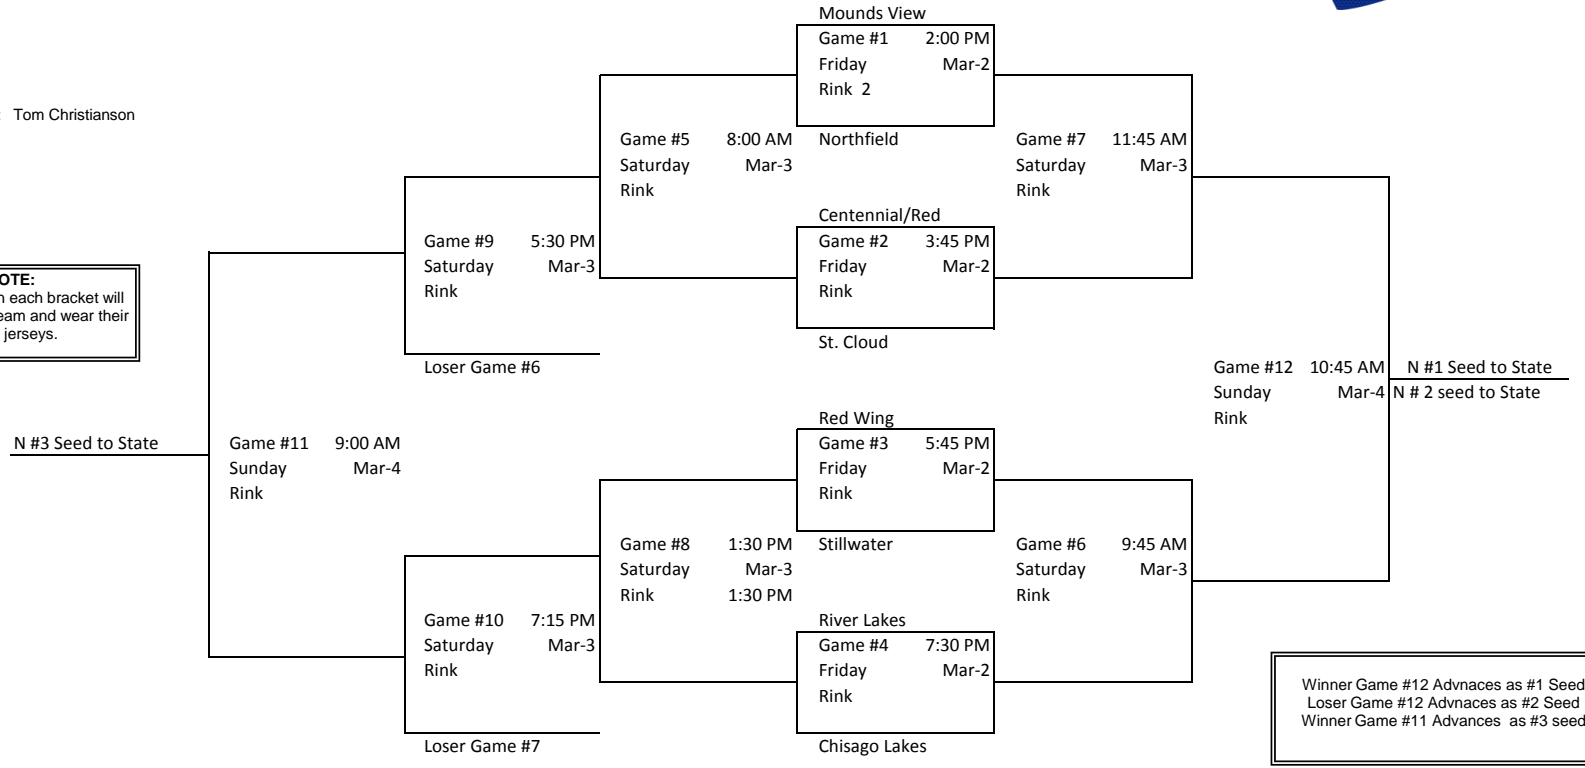 Mounds View
Game #1 2:00 PM
Friday Mar-2
Rink 2
Tom Christianson
Game #5 8:00 AM Northfield Game #7 11:45 AM
Saturday Mar-3 Saturday Mar-3
Rink Rink
Centennial/Red
Game #9 5:30 PM Game #2 3:45 PM
Saturday Mar-3 Friday Mar-2
Rink Rink
OTE:
each bracket will
eam and wear their
jerseys.
St. Cloud
Loser Game #6 Game #12 10:45 AM N #1 Seed to State
Sunday Mar-4 N # 2 seed to State
Red Wing Rink
N #3 Seed to State Game #11 9:00 AM Game #3 5:45 PM
Sunday Mar-4 Friday Mar-2
Rink Rink
Game #8 1:30 PM Stillwater Game #6 9:45 AM
Saturday Mar-3 Saturday Mar-3
Rink 1:30 PM Rink
Game #10 7:15 PM River Lakes
Saturday Mar-3 Game #4 7:30 PM
Rink Friday Mar-2
Rink
Winner Game #12 Advnaces as #1 Seed
Loser Game #12 Advnaces as #2 Seed
Winner Game #11 Advances as #3 seed
Loser Game #7 Chisago Lakes